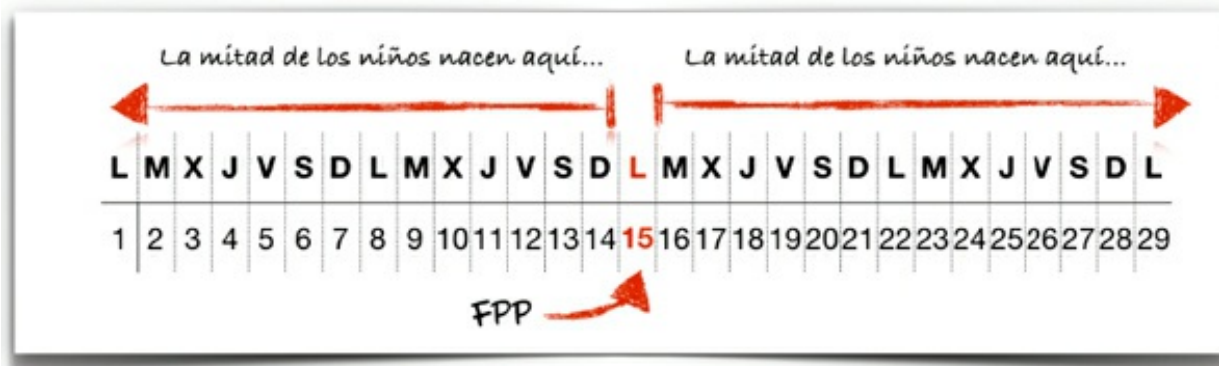 La mitad de los niños nacen aquí... La mitad de los niños nacen aquí...
L M X J V S D L M X J V S D L M X J V S D L M X J V S D L
1 2 3 4 5 6 7 8 9 10 11 12 13 14 15 16 17 18 19 20 21 22 23 24 25 26 27 28 29
FPP